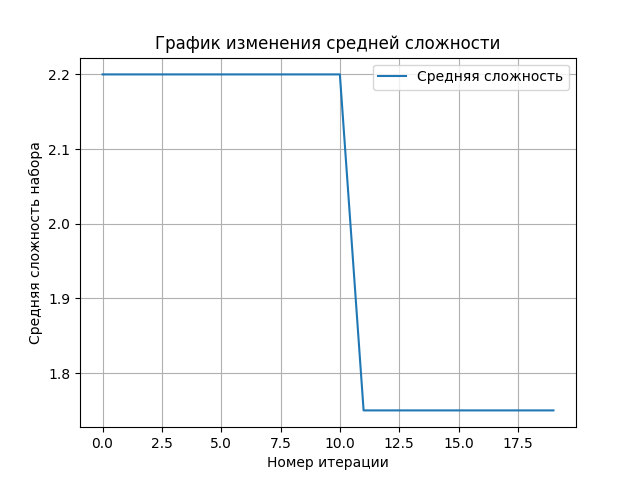 График изменения средней сложности
Средняя сложность
Средняя сложность набора
2.2
2.1
2.0
1.9
1.8
0.0 2.5 5.0 7.5 10.0 12.5 15.0 17.5
Номер итерации